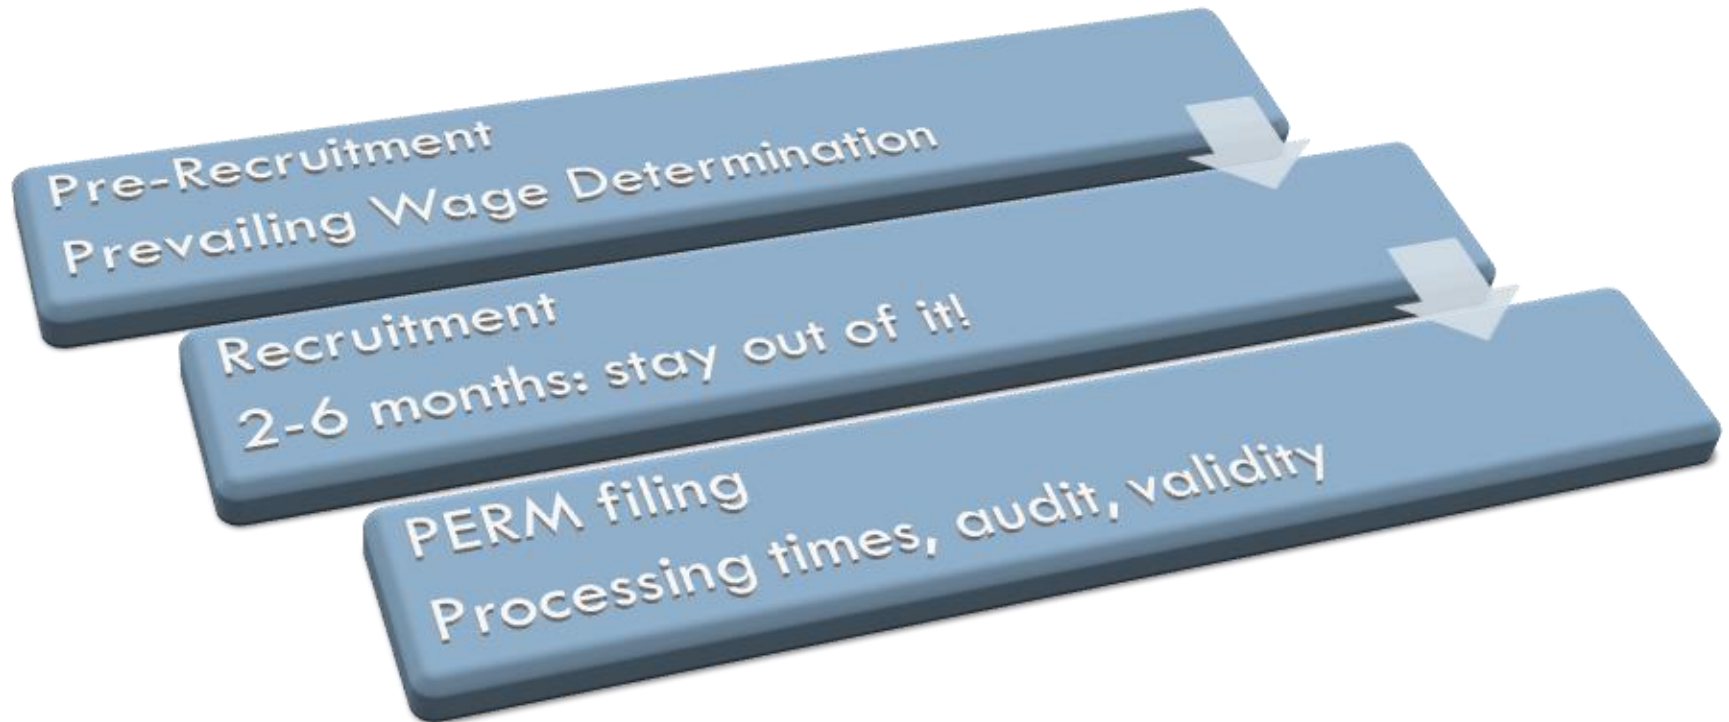 Pre-Recruitment
Prevailing Wage Determination
Recruitment
2-6 months: stay out of it!
PERM filing
Processing times, audit, validity